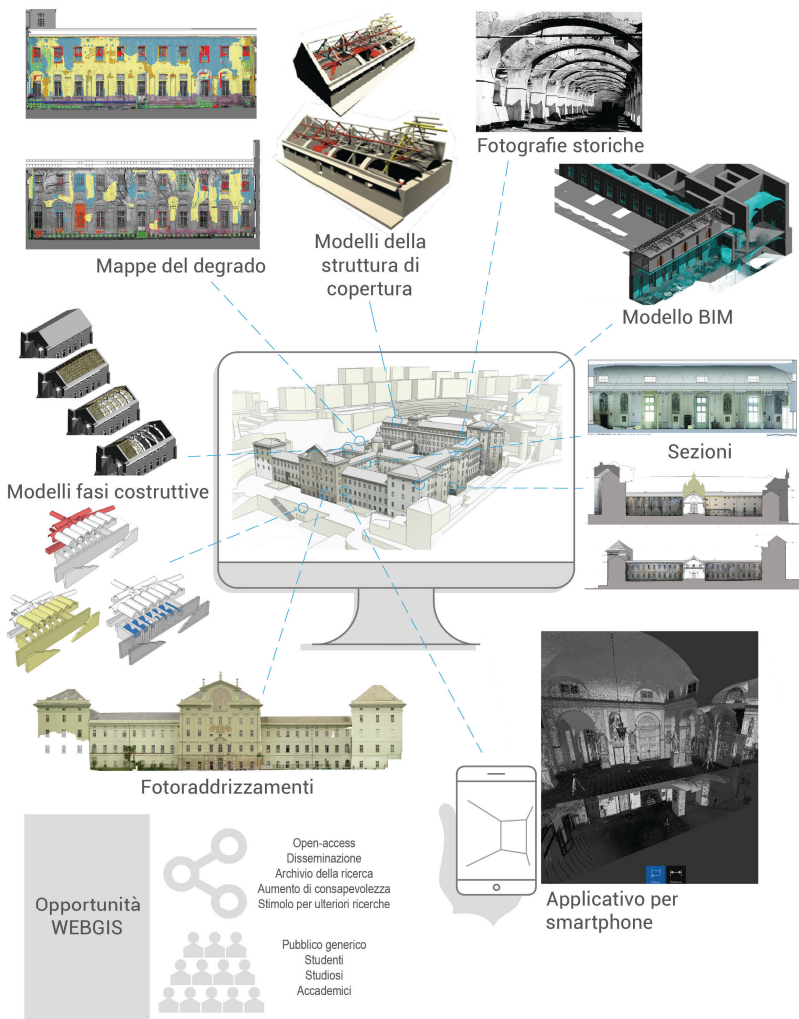 Fotografie storiche
Mappe del degrado
Modelli della
struttura di
copertura
Modello BIM
Sezioni
Modelli fasi costruttive
Fotoraddrizzamenti
Applicativo per
smartphone
Opportunità
WEBGIS
Open-access
Disseminazione
Archivio della ricerca
Aumento di consapevolezza
Stimolo per ulteriori ricerche
Pubblico generico
Studenti
Studiosi
Accademici